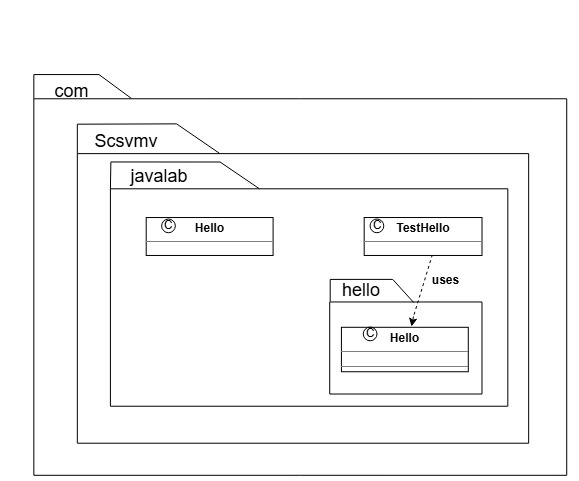 com
Scsvmv
javalab
C Hello
C TestHello
uses
hello
C Hello